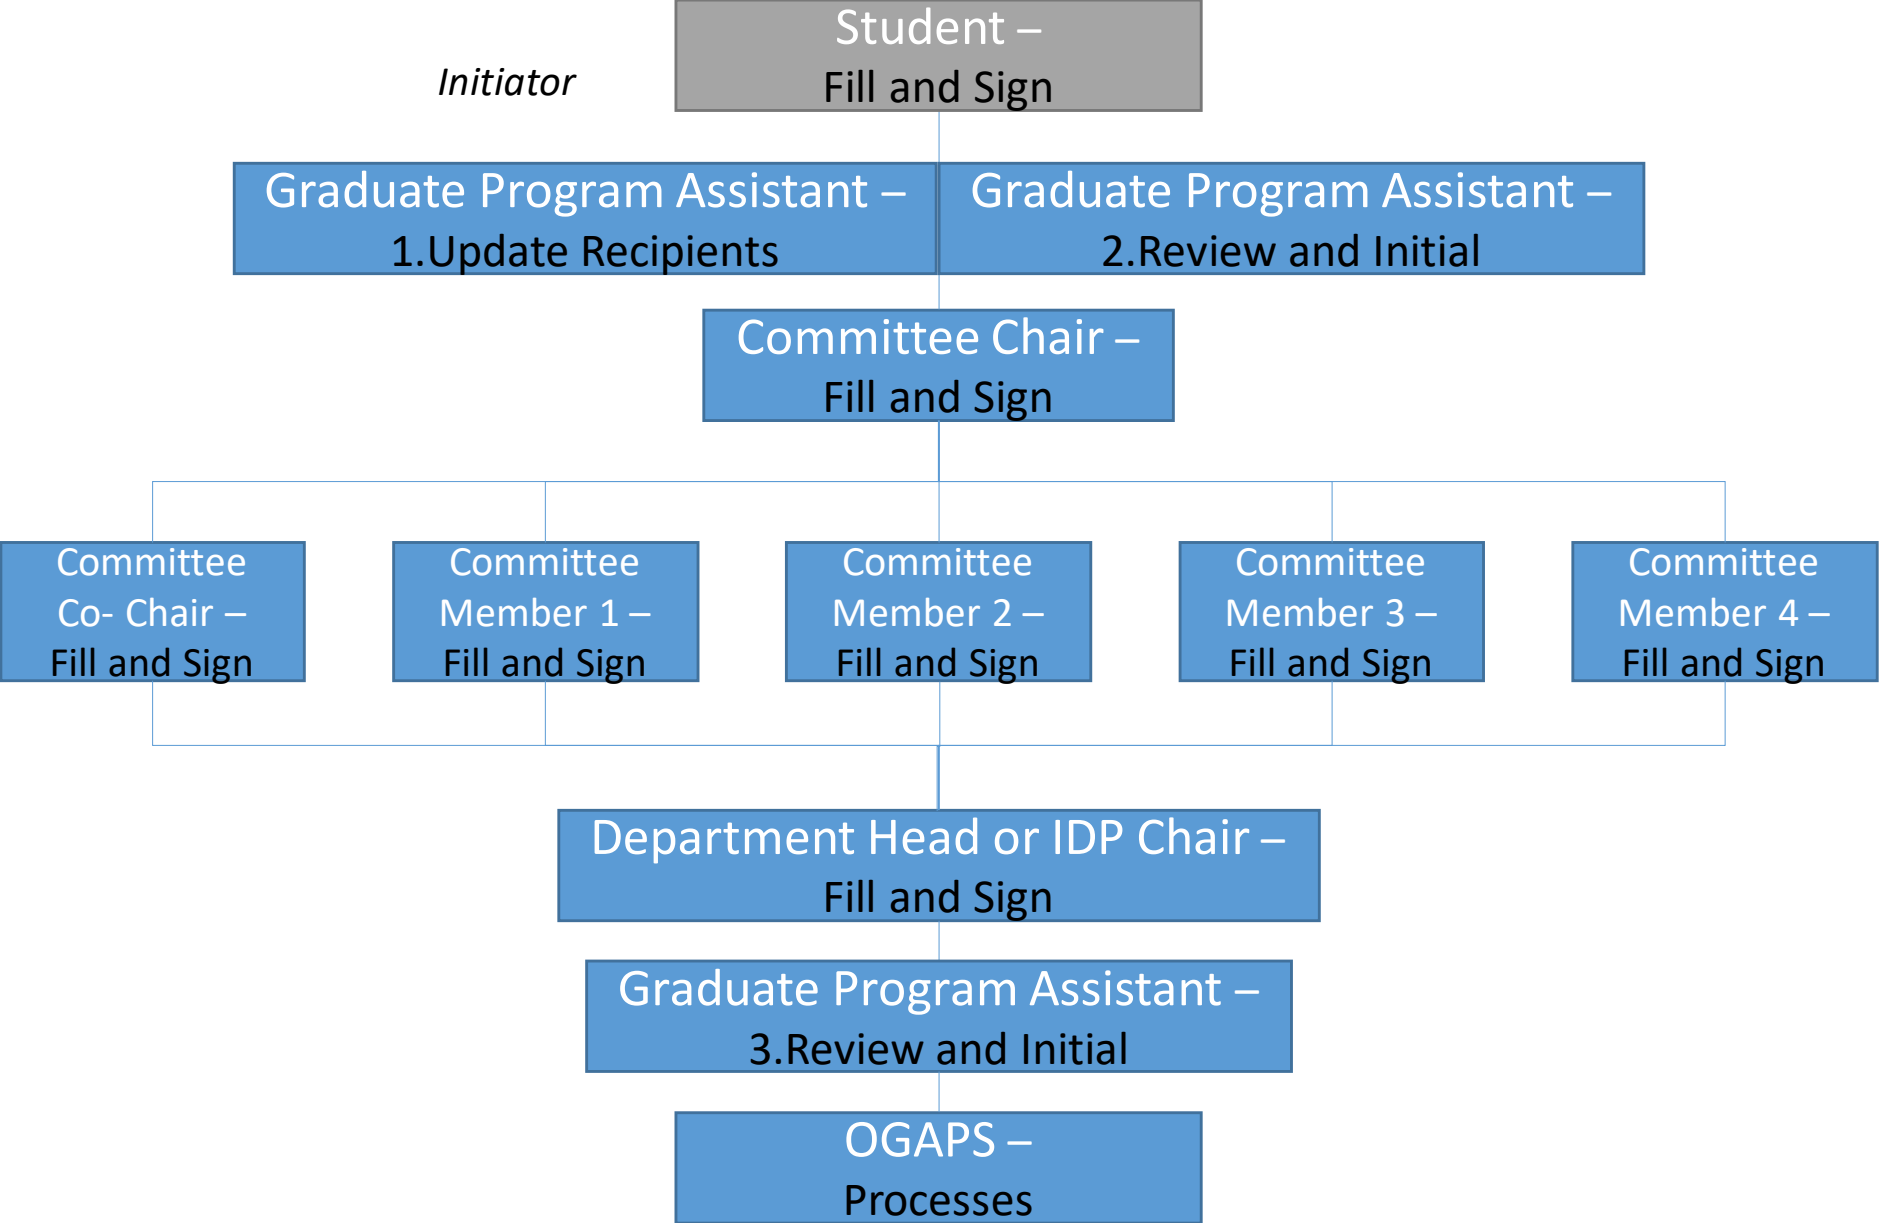 Student –
Fill and Sign
Initiator
Graduate Program Assistant –
1.Update Recipients
Graduate Program Assistant –
2.Review and Initial
Committee Chair –
Fill and Sign
Committee
Co- Chair –
Fill and Sign
Committee
Member 1 –
Fill and Sign
Committee
Member 2 –
Fill and Sign
Committee
Member 3 –
Fill and Sign
Committee
Member 4 –
Fill and Sign
Department Head or IDP Chair –
Fill and Sign
Graduate Program Assistant –
3.Review and Initial
OGAPS –
Processes